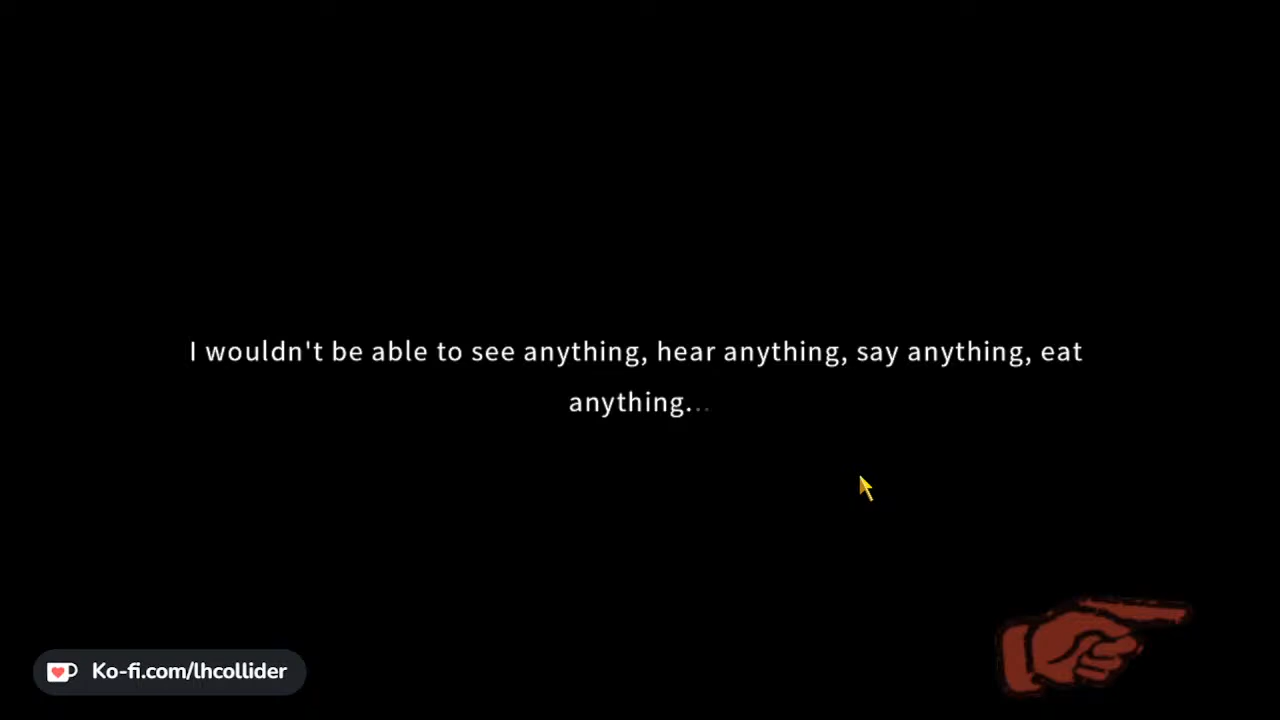 I wouldn't be able to see anything, hear anything, say anything, eat
anything...
Ko-fi.com/lhcollider